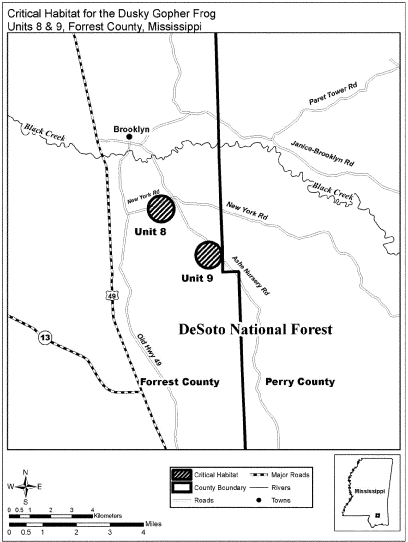 Critical Habitat for the Dusky Gopher Frog
Units 8 & 9, Forrest County, Mississippi
Paret Tower Rd
Brooklyn
Black Creek
Janice-Brooklyn Rd
Black Creek
New York Rd
New York Rd
Unit 8
Unit 9
Ashe Nursery Rd
49
DeSoto National Forest
13
Old Hwy 49
Forrest County
Perry County
N
W E
S
0 0.5 1 2 3 4
Kilometers
0 0.5 1 2 3 4
Miles
Critical Habitat
Major Roads
County Boundary
Rivers
Roads
Towns
Mississippi